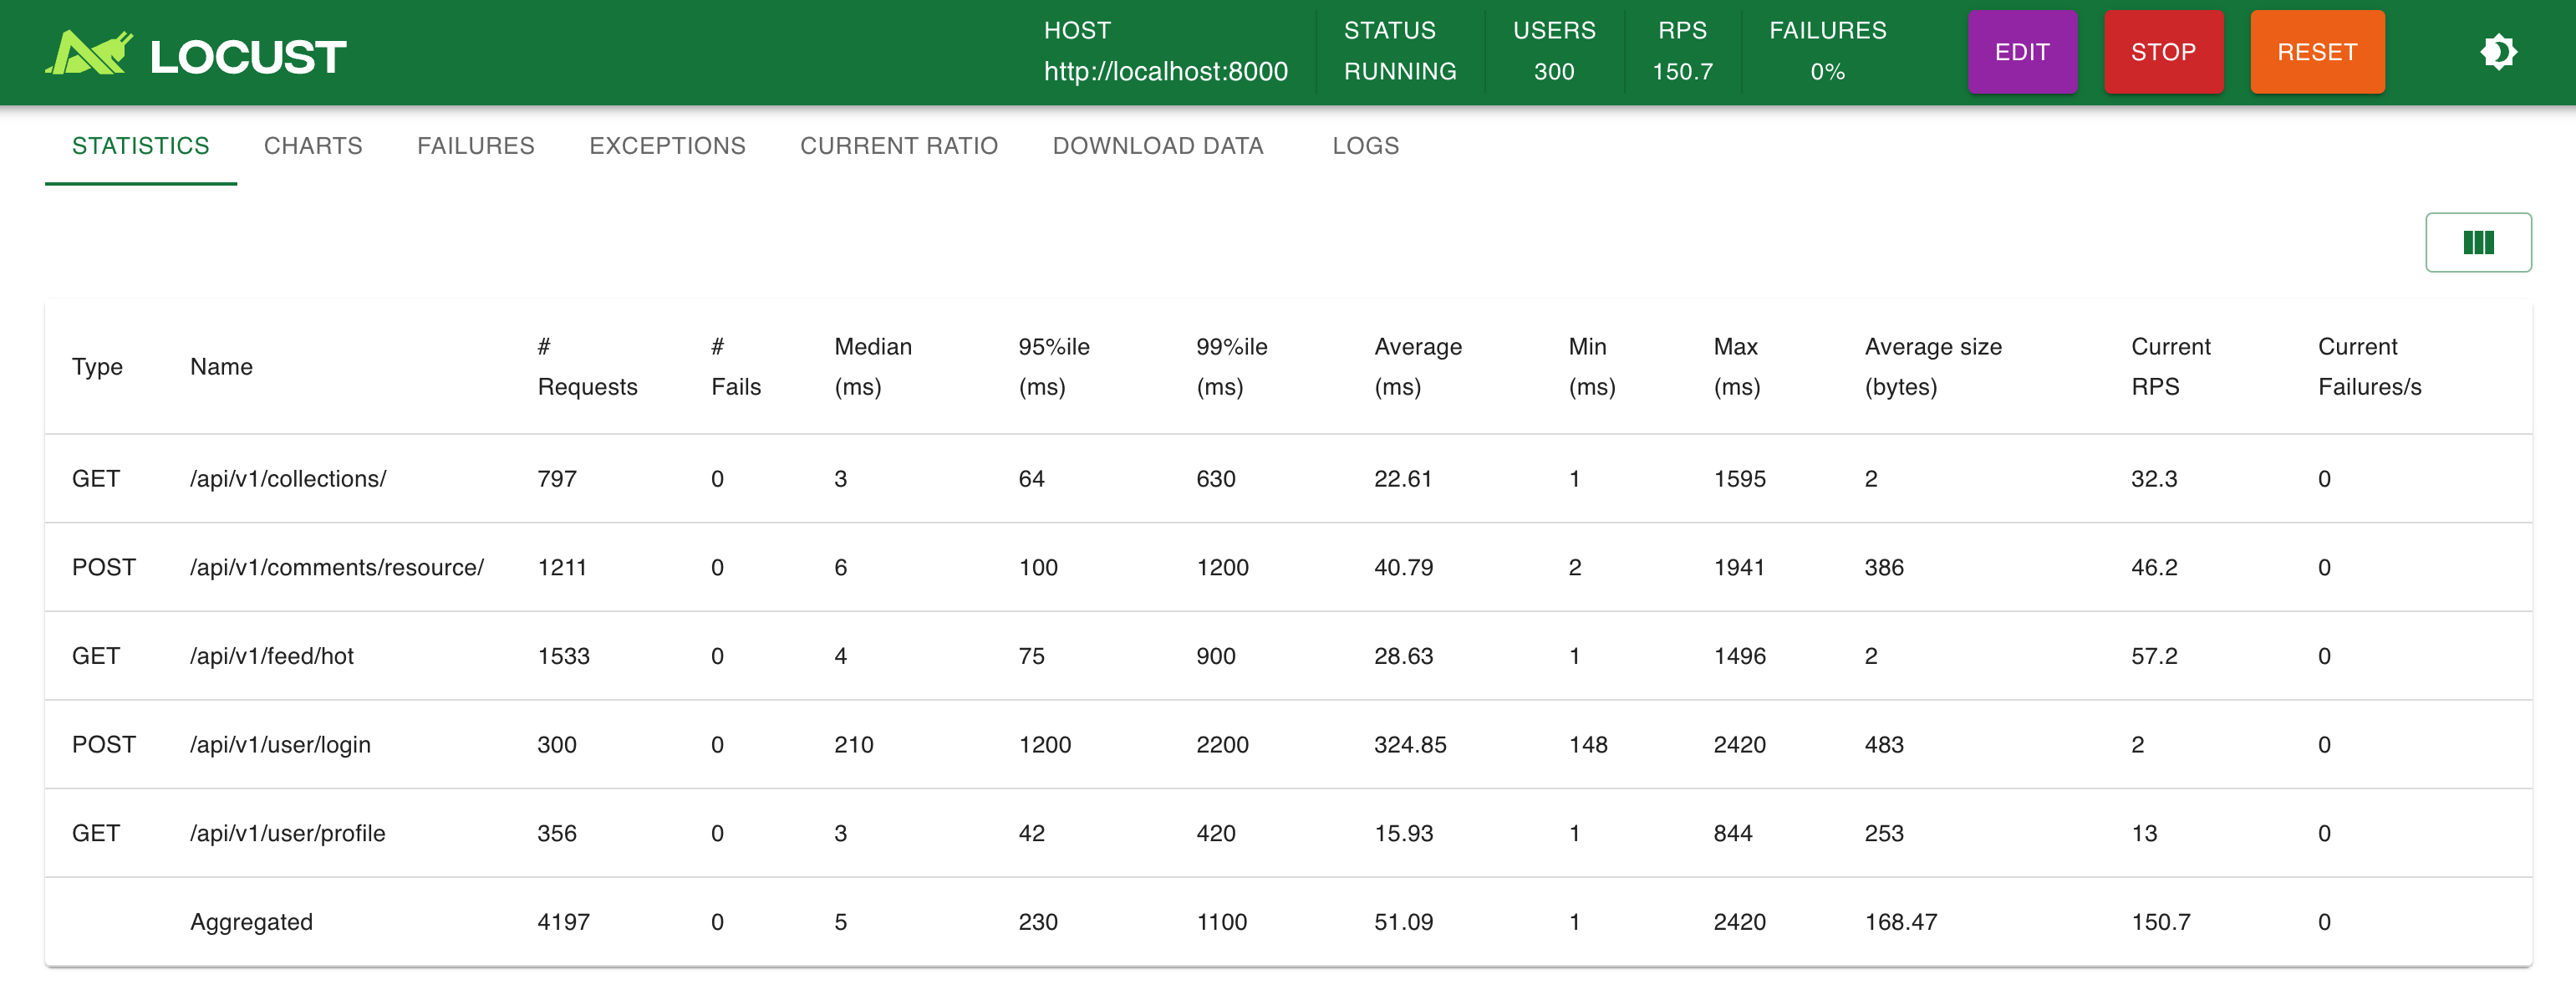 LOCUST
HOST STATUS USERS RPS FAILURES
http://localhost:8000 RUNNING 300 150.7 0%
EDIT STOP RESET
STATISTICS CHARTS FAILURES EXCEPTIONS CURRENT RATIO DOWNLOAD DATA LOGS
Type Name # Requests # Fails Median (ms) 95%ile (ms) 99%ile (ms) Average (ms) Min (ms) Max (ms) Average size (bytes) Current RPS Current Failures/s
GET /api/v1/collections/ 797 0 3 64 630 22.61 1 1595 2 32.3 0
POST /api/v1/comments/resource/ 1211 0 6 100 1200 40.79 2 1941 386 46.2 0
GET /api/v1/feed/hot 1533 0 4 75 900 28.63 1 1496 2 57.2 0
POST /api/v1/user/login 300 0 210 1200 2200 324.85 148 2420 483 2 0
GET /api/v1/user/profile 356 0 3 42 420 15.93 1 844 253 13 0
Aggregated 4197 0 5 230 1100 51.09 1 2420 168.47 150.7 0